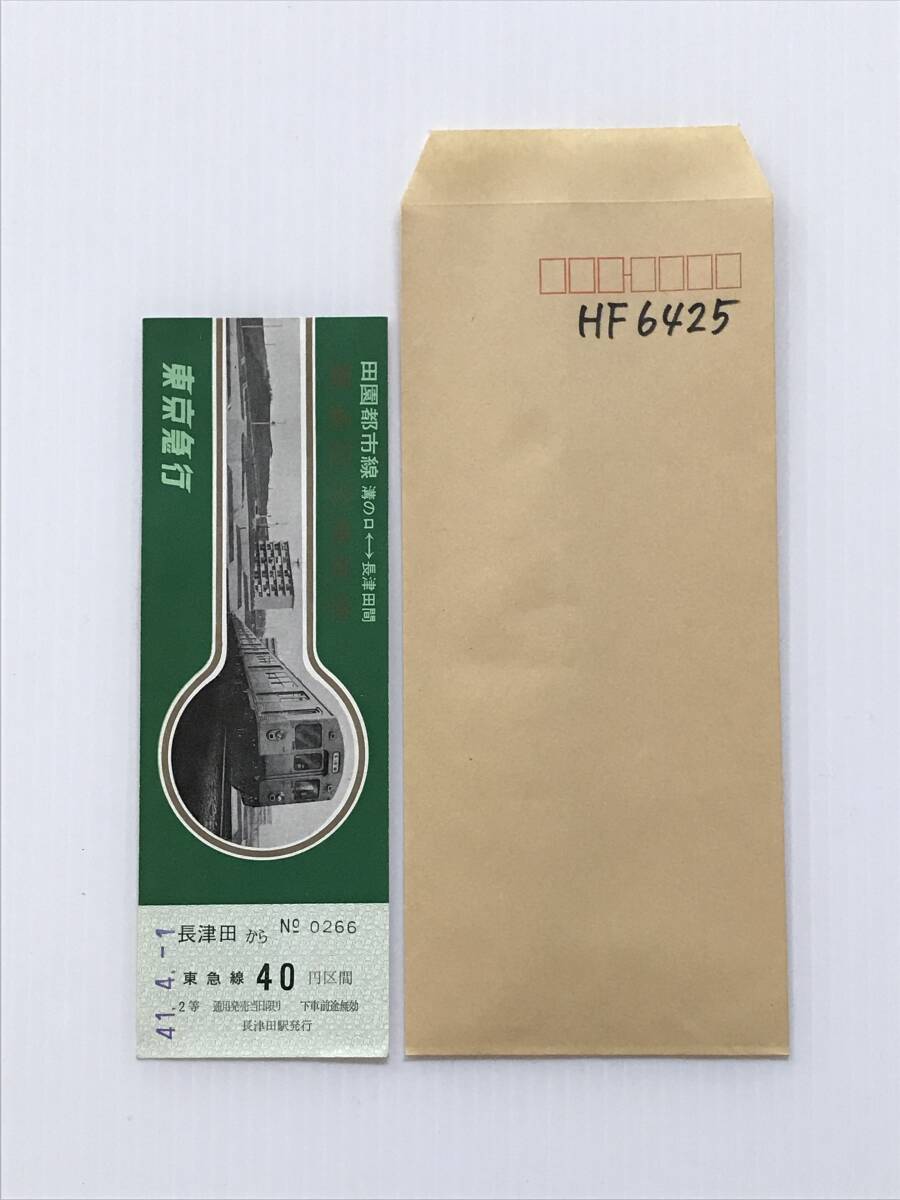 田園都市線 溝の口⟷長津田間
東京急行
長津田 から № 0266
東急線 40 円区間
2等 通用発売当日限り 下車前途無効
長津田駅発行
41.4.-1
HF6425